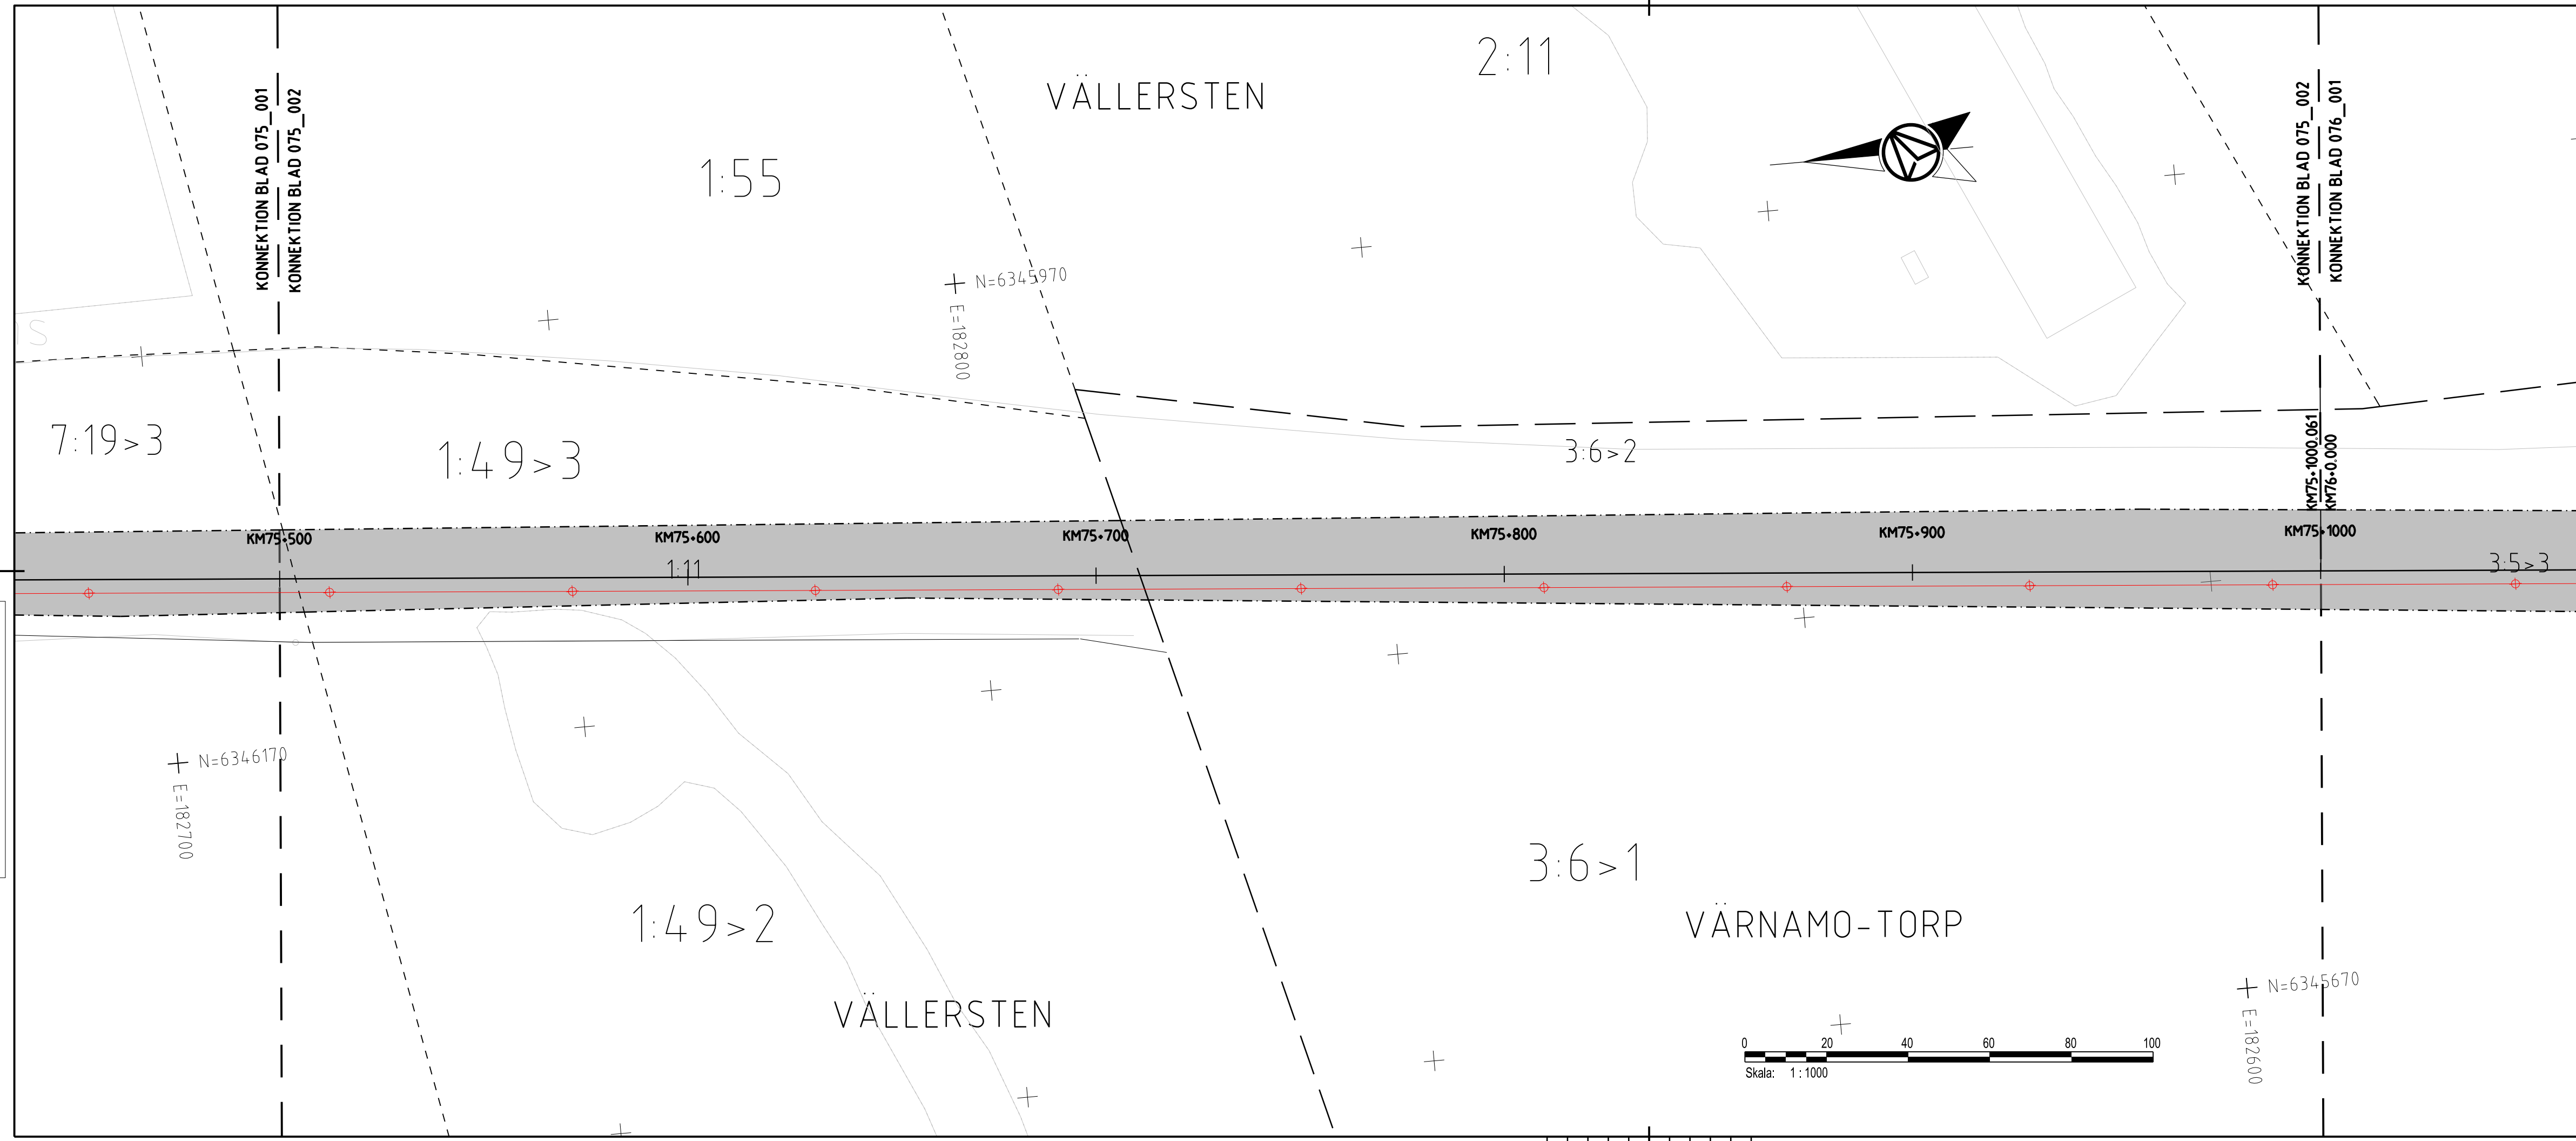 2:11
VÄLLERSTEN
KONNEKTION BLAD 075_001
KONNEKTION BLAD 075_002
KONNEKTION BLAD 075_002
KONNEKTION BLAD 076_001
1:55
N=6345970
E=182800
7:19>3
1:49>3
3:6>2
KM75+1000.061
KM76+0.000
KM75+500
KM75+600
KM75+700
KM75+800
KM75+900
KM75+1000
1:11
3:5>3
N=6346170
E=182700
3:6>1
1:49>2
VÄRNAMO-TORP
VÄLLERSTEN
N=6345670
E=182600
0 20 40 60 80 100
Skala: 1 : 1000